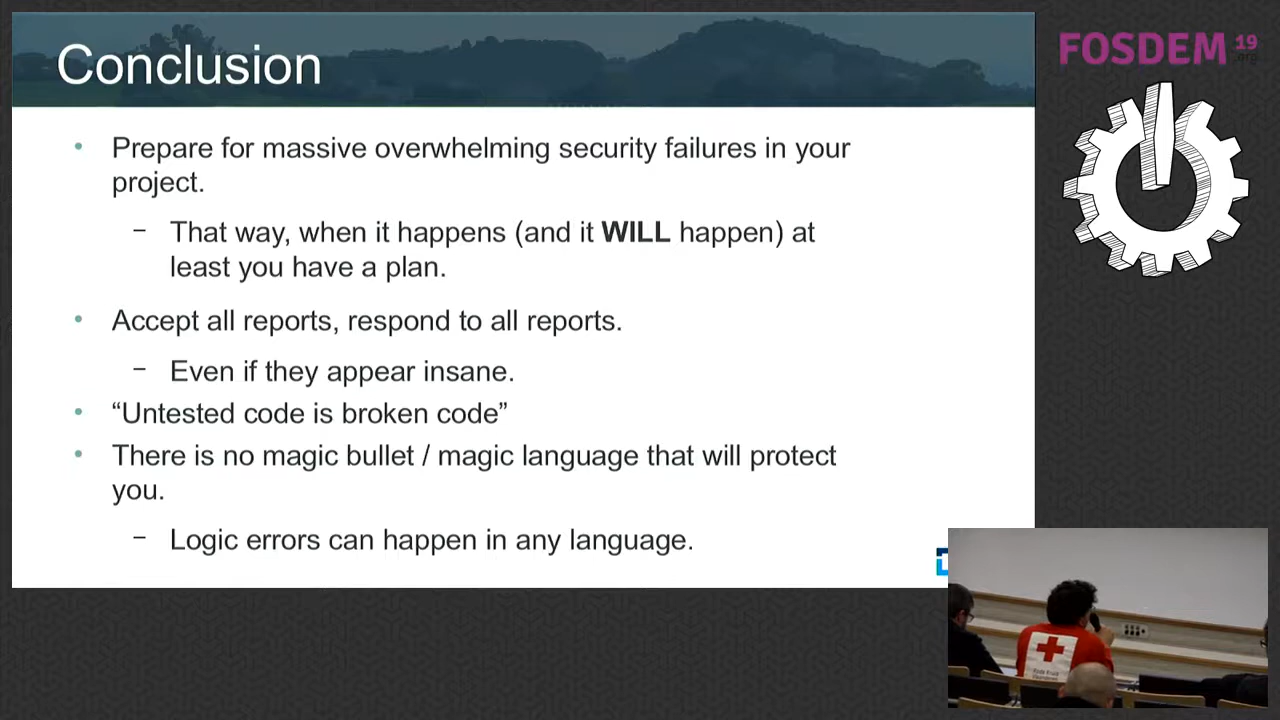 Conclusion
FOSDEM 19
.org
• Prepare for massive overwhelming security failures in your
project.
– That way, when it happens (and it WILL happen) at
least you have a plan.
• Accept all reports, respond to all reports.
– Even if they appear insane.
• “Untested code is broken code”
• There is no magic bullet / magic language that will protect
you.
– Logic errors can happen in any language.